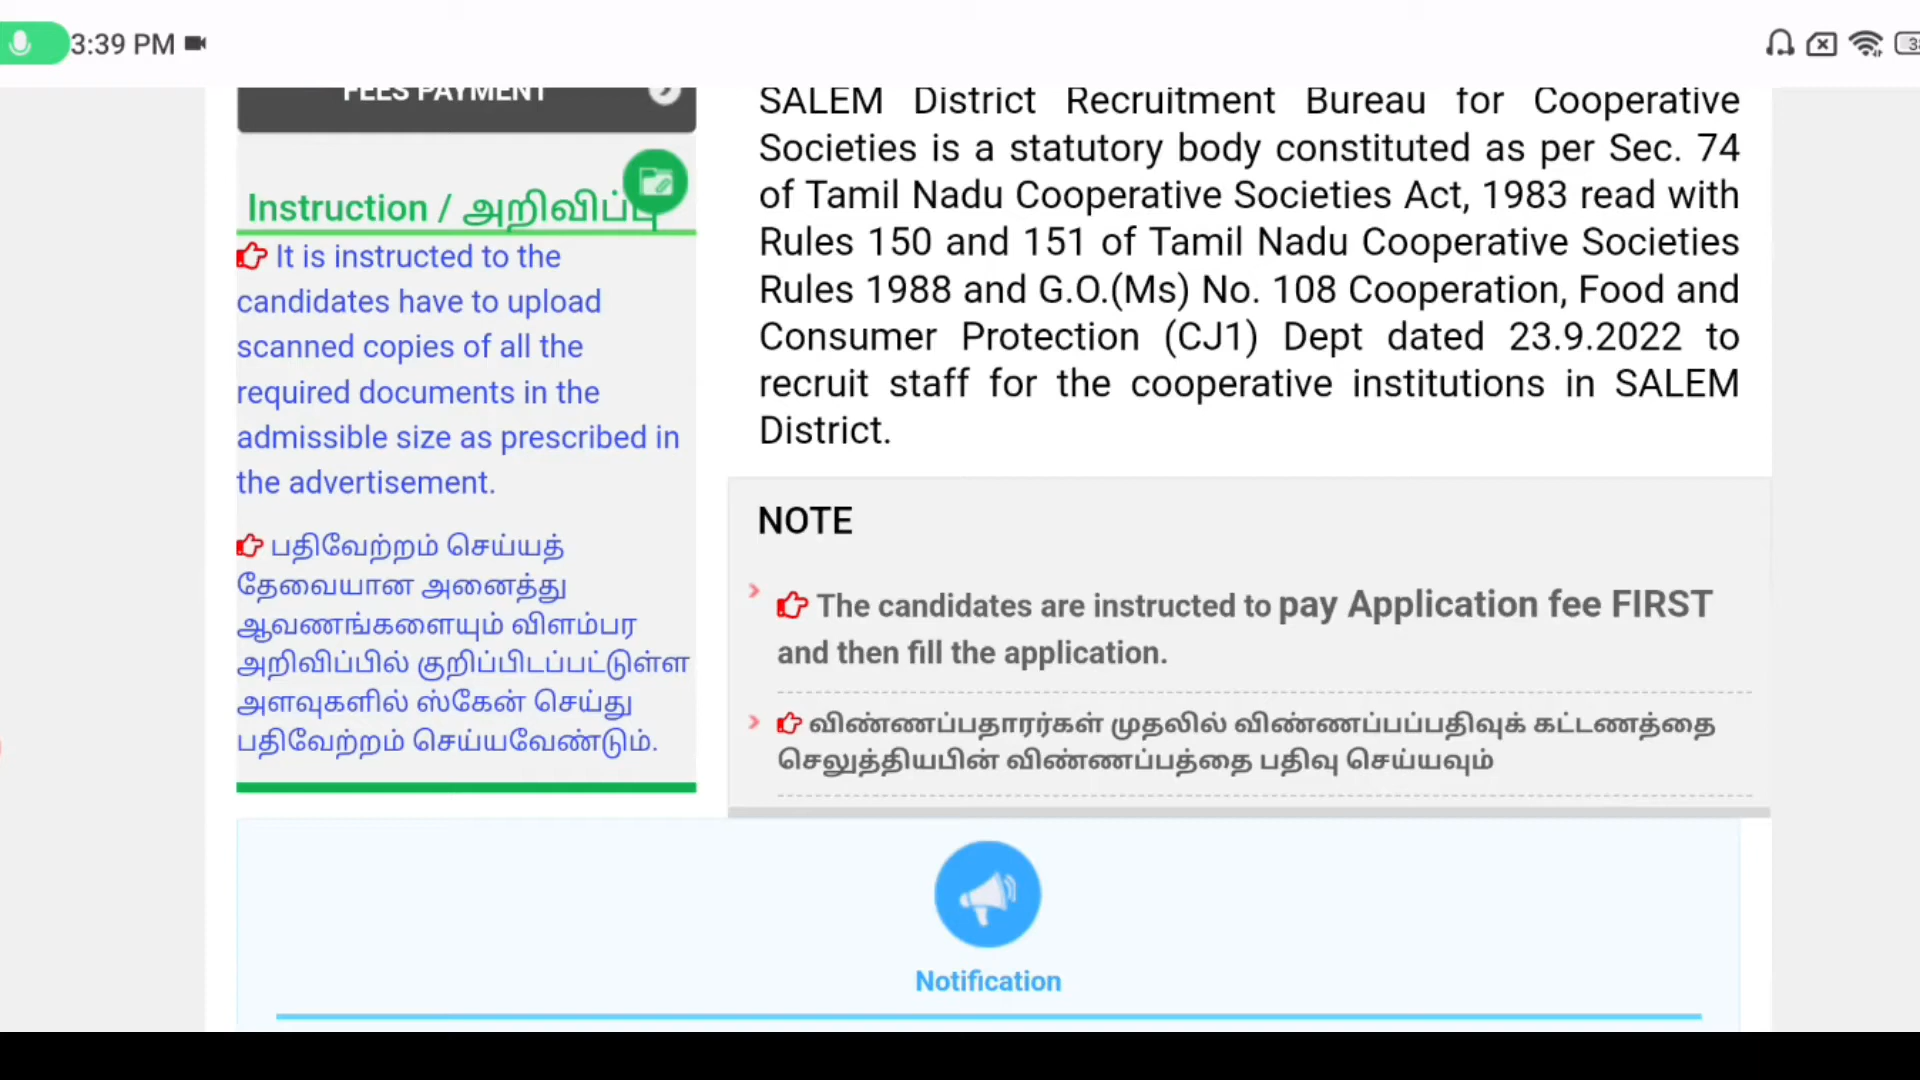 3:39 PM
FEES PAYMENT
Instruction / அறிவிப்பு
It is instructed to the
candidates have to upload
scanned copies of all the
required documents in the
admissible size as prescribed in
the advertisement.
பதிவேற்றம் செய்யத்
தேவையான அனைத்து
ஆவணங்களையும் விளம்பர
அறிவிப்பில் குறிப்பிடப்பட்டுள்ள
அளவுகளில் ஸ்கேன் செய்து
பதிவேற்றம் செய்யவேண்டும்.
SALEM District Recruitment Bureau for Cooperative
Societies is a statutory body constituted as per Sec. 74
of Tamil Nadu Cooperative Societies Act, 1983 read with
Rules 150 and 151 of Tamil Nadu Cooperative Societies
Rules 1988 and G.O.(Ms) No. 108 Cooperation, Food and
Consumer Protection (CJ1) Dept dated 23.9.2022 to
recruit staff for the cooperative institutions in SALEM
District.
NOTE
The candidates are instructed to pay Application fee FIRST
and then fill the application.
விண்ணப்பதாரர்கள் முதலில் விண்ணப்பப்பதிவுக் கட்டணத்தை
செலுத்தியபின் விண்ணப்பத்தை பதிவு செய்யவும்
Notification